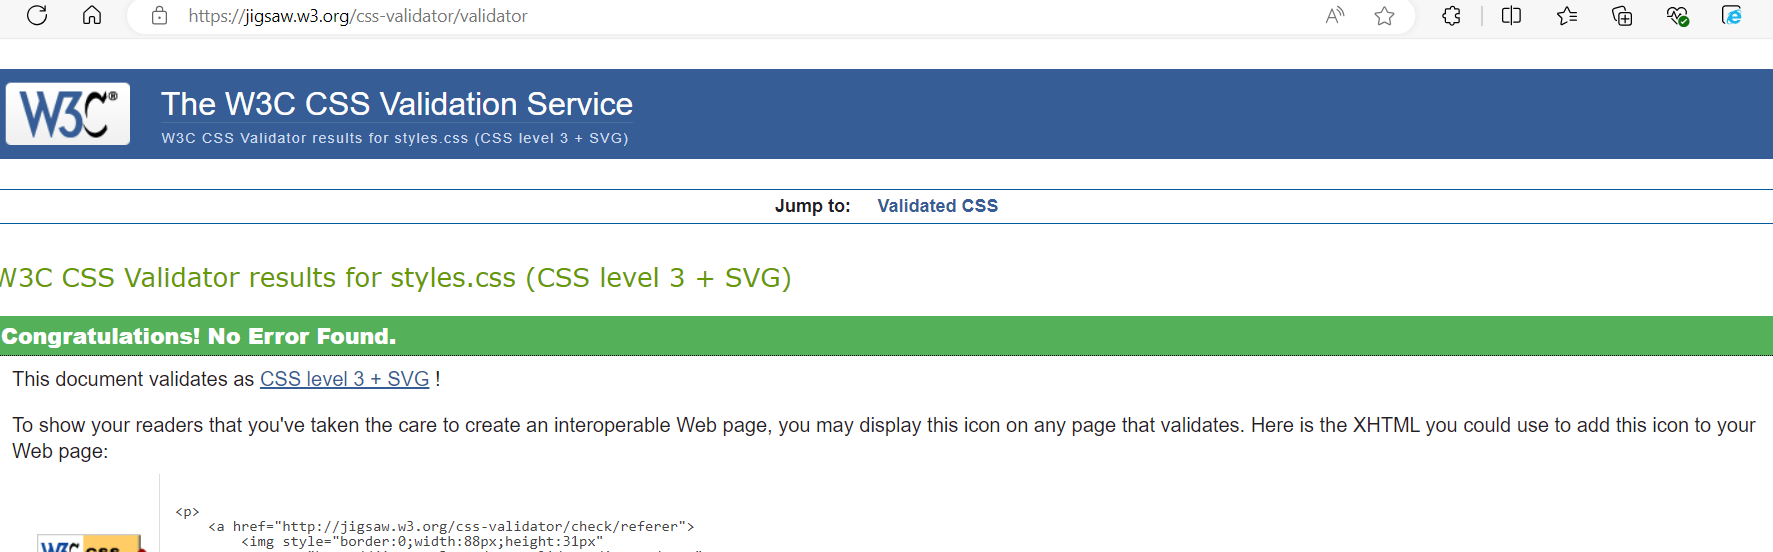 https://jigsaw.w3.org/css-validator/validator
W3C®
The W3C CSS Validation Service
W3C CSS Validator results for styles.css (CSS level 3 + SVG)
Jump to: Validated CSS
W3C CSS Validator results for styles.css (CSS level 3 + SVG)
Congratulations! No Error Found.
This document validates as CSS level 3 + SVG !
To show your readers that you've taken the care to create an interoperable Web page, you may display this icon on any page that validates. Here is the XHTML you could use to add this icon to your
Web page:
<p>
<a href="http://jigsaw.w3.org/css-validator/check/referer">
<img style="border:0;width:88px;height:31px"
W3C css